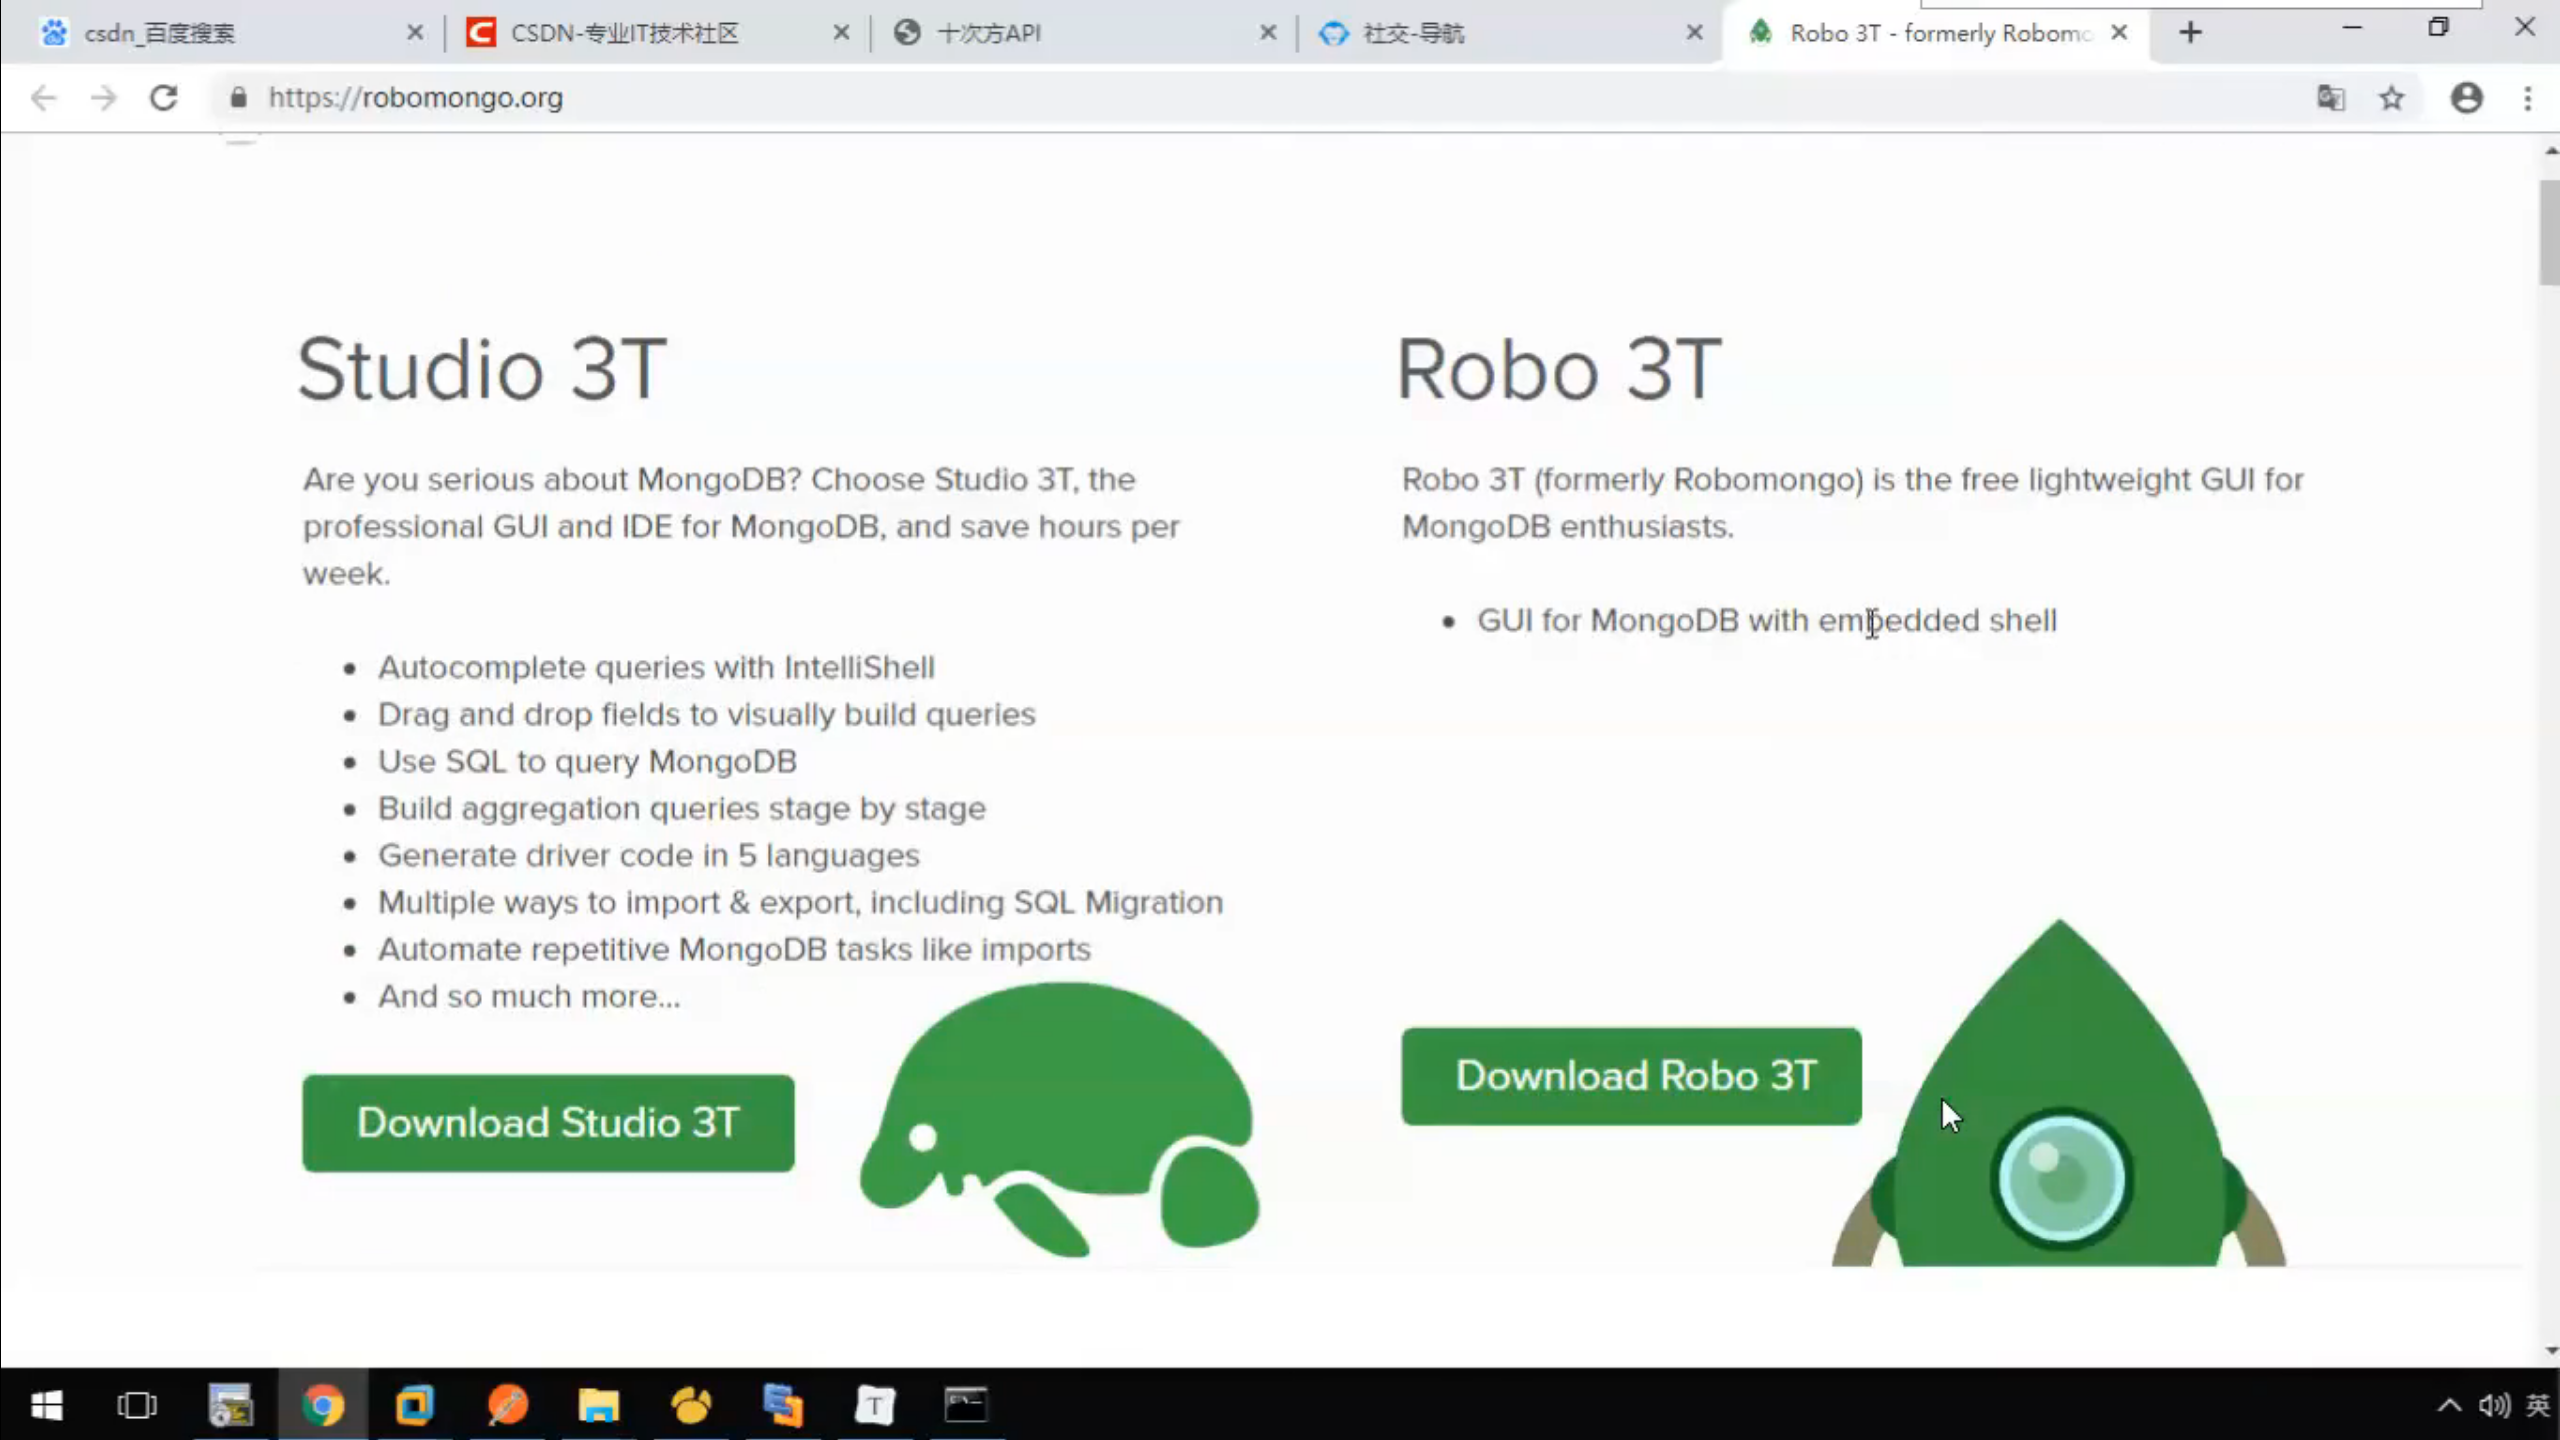 csdn_百度搜索
CSDN-专业IT技术社区
十次方API
社交-导航
Robo 3T - formerly Robomo
https://robomongo.org
Studio 3T
Are you serious about MongoDB? Choose Studio 3T, the
professional GUI and IDE for MongoDB, and save hours per
week.
• Autocomplete queries with IntelliShell
• Drag and drop fields to visually build queries
• Use SQL to query MongoDB
• Build aggregation queries stage by stage
• Generate driver code in 5 languages
• Multiple ways to import & export, including SQL Migration
• Automate repetitive MongoDB tasks like imports
• And so much more...
Download Studio 3T
Robo 3T
Robo 3T (formerly Robomongo) is the free lightweight GUI for
MongoDB enthusiasts.
• GUI for MongoDB with embedded shell
Download Robo 3T
T
英